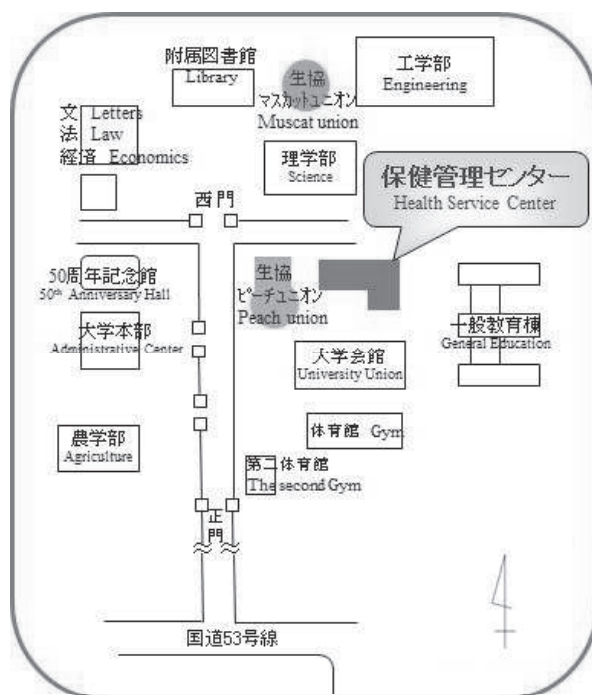 附属図書館
Library
生協
マスカットユニオン
Muscat union
工学部
Engineering
文 Letters
法 Law
経済 Economics
理学部
Science
保健管理センター
Health Service Center
西門
50周年記念館
50th Anniversary Hall
生協
ピーチユニオン
Peach union
一般教育棟
General Education
大学本部
Administrative Center
大学会館
University Union
体育館 Gym
農学部
Agriculture
第二体育館
The second Gym
正門
国道53号線